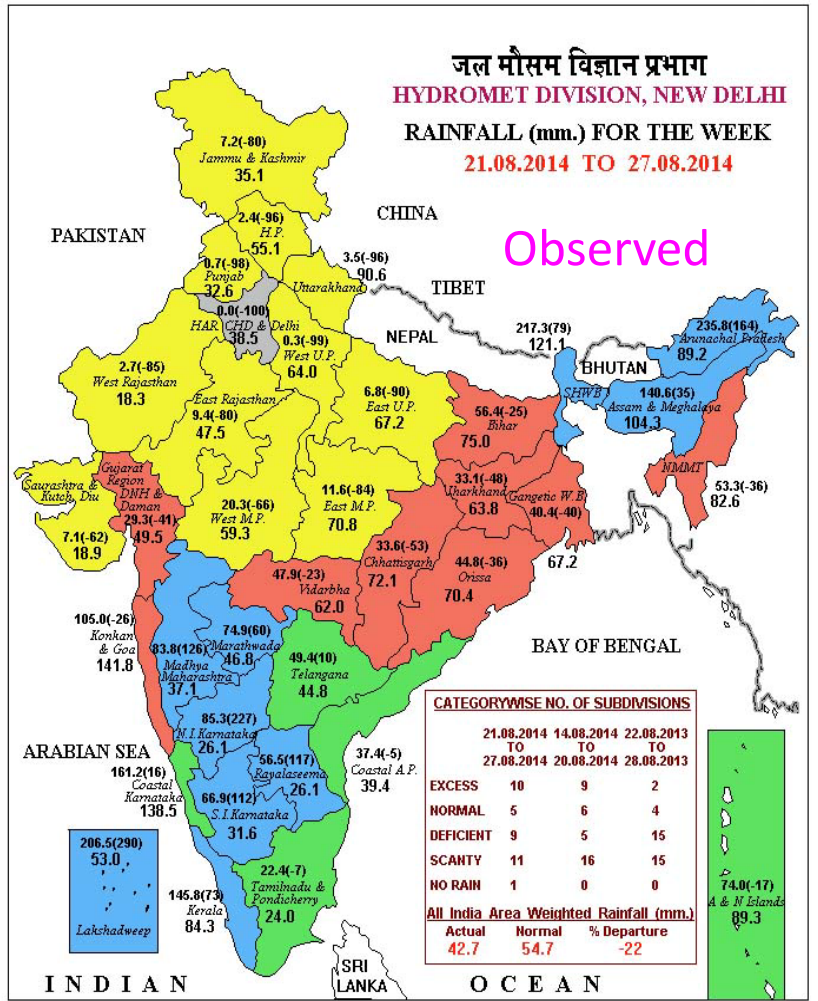 जल मौसम विज्ञान प्रभाग
HYDROMET DIVISION, NEW DELHI
RAINFALL (mm.) FOR THE WEEK
21.08.2014 TO 27.08.2014
Observed
7.2(-80)
Jammu & Kashmir
35.1
CHINA
PAKISTAN
2.4(-96)
H.P.
55.1
0.7(-98)
Punjab
32.6
3.5(-96)
90.6
Uttarakhand
TIBET
NEPAL
0.0(-100)
HAR. CHD & Delhi
38.5
0.3(-99)
West U.P.
64.0
217.3(79)
121.1
SHWB
BHUTAN
235.8(164)
Arunachal Pradesh
89.2
140.6(35)
Assam & Meghalaya
104.3
NMMT
53.3(-36)
82.6
2.7(-85)
West Rajasthan
18.3
East Rajasthan
9.4(-80)
47.5
6.8(-90)
East U.P.
67.2
56.4(-25)
Bihar
75.0
Gujarat
Region
DNH &
Daman
29.3(-41)
49.5
Saurashtra &
Kutch, Diu
7.1(-62)
18.9
20.3(-66)
West M.P.
59.3
11.6(-84)
East M.P.
70.8
33.1(-48)
Jharkhand
63.8
Gangetic W.B
40.4(-40)
67.2
33.6(-53)
Chhattisgarh
72.1
44.8(-36)
Orissa
70.4
47.9(-23)
Vidarbha
62.0
105.0(-26)
Konkan
& Goa
141.8
74.9(60)
Marathwada
46.8
83.8(126)
Madhya
Maharashtra
37.1
49.4(10)
Telangana
44.8
BAY OF BENGAL
ARABIAN SEA
85.3(227)
N.I.Karnataka
26.1
56.5(117)
Rayalaseema
26.1
37.4(-5)
Coastal A.P.
39.4
161.2(16)
Coastal
Karnataka
138.5
66.9(112)
S.I.Karnataka
31.6
206.5(290)
53.0
Lakshadweep
145.8(73)
Kerala
84.3
22.4(-7)
Tamilnadu &
Pondicherry
24.0
74.0(-17)
A & N Islands
89.3
CATEGORYWISE NO. OF SUBDIVISIONS
21.08.2014 14.08.2014 22.08.2013
TO TO TO
27.08.2014 20.08.2014 28.08.2013
EXCESS 10 9 2
NORMAL 5 6 4
DEFICIENT 9 5 15
SCANTY 11 16 15
NO RAIN 1 0 0
All India Area Weighted Rainfall (mm.)
Actual Normal % Departure
42.7 54.7 -22
SRI
LANKA
INDIAN OCEAN